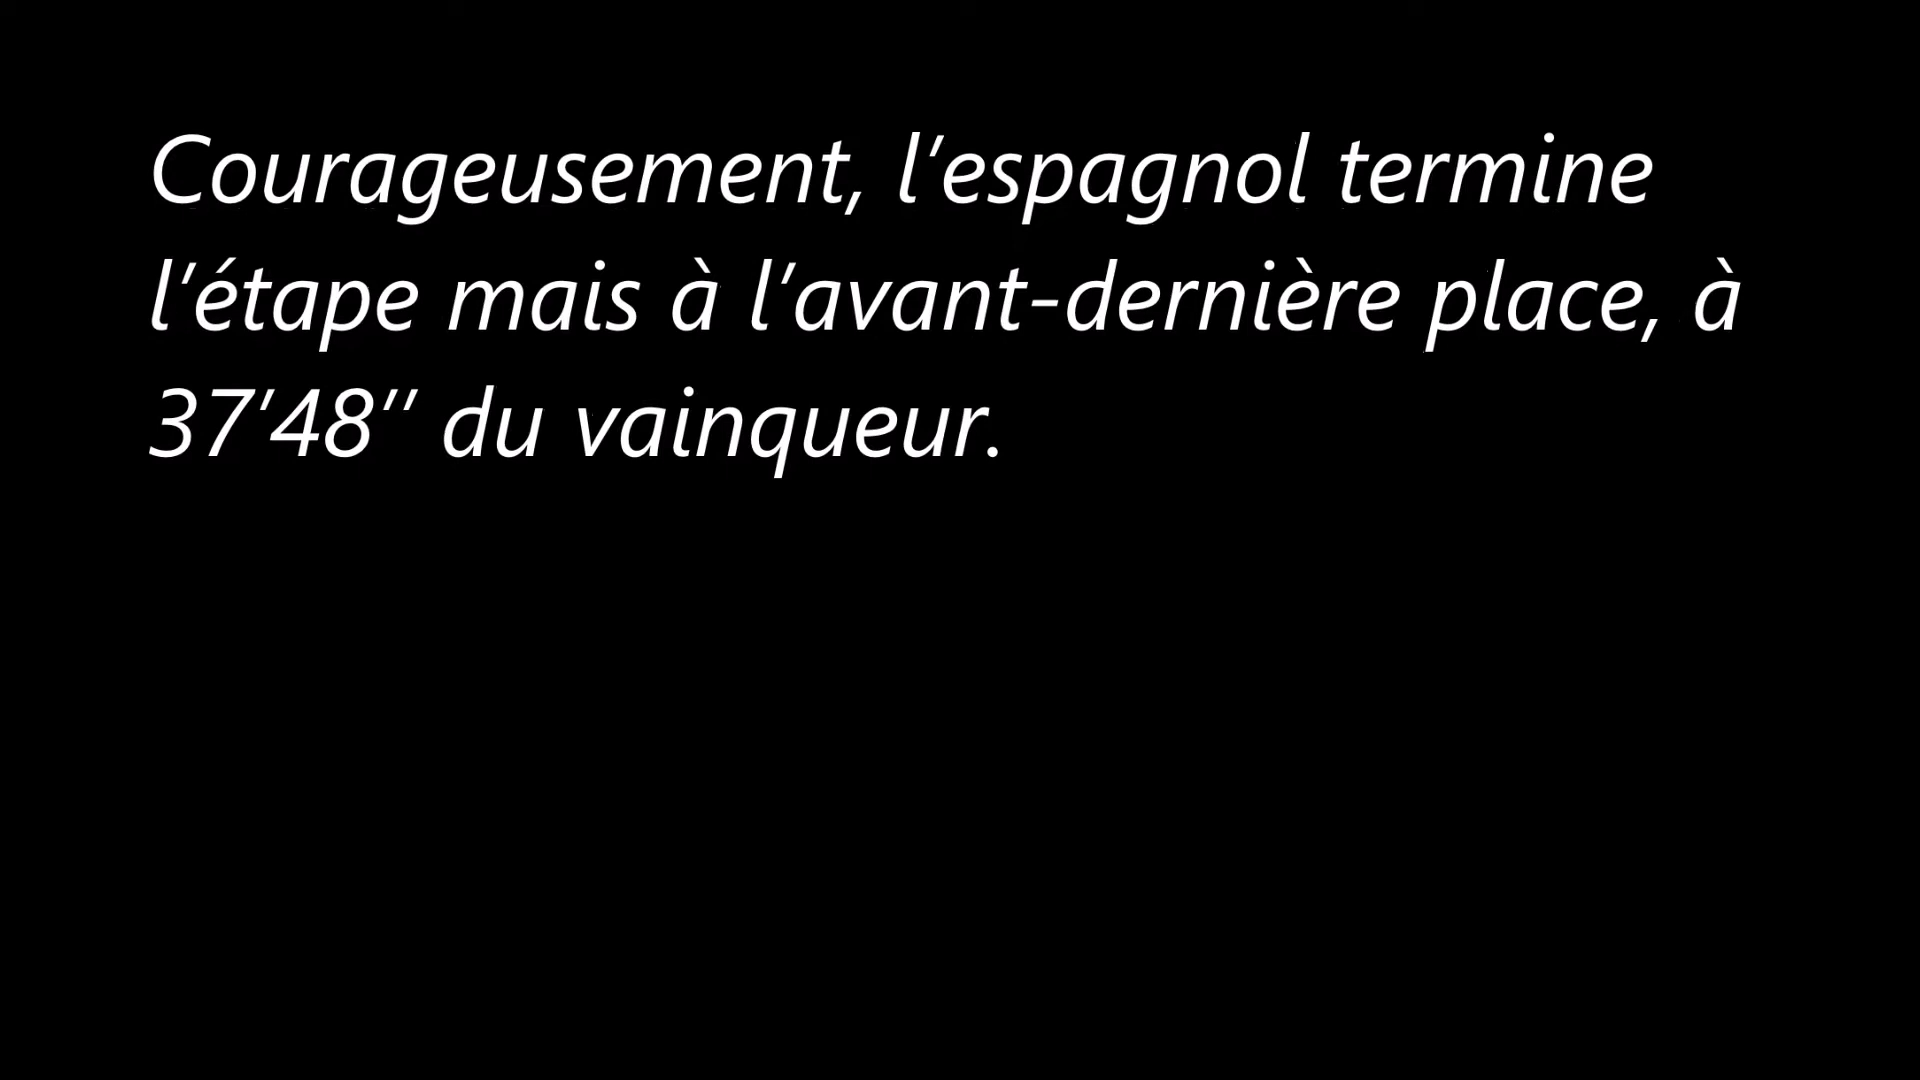 Courageusement, l’espagnol termine
l’étape mais à l’avant-dernière place, à
37’48’’ du vainqueur.